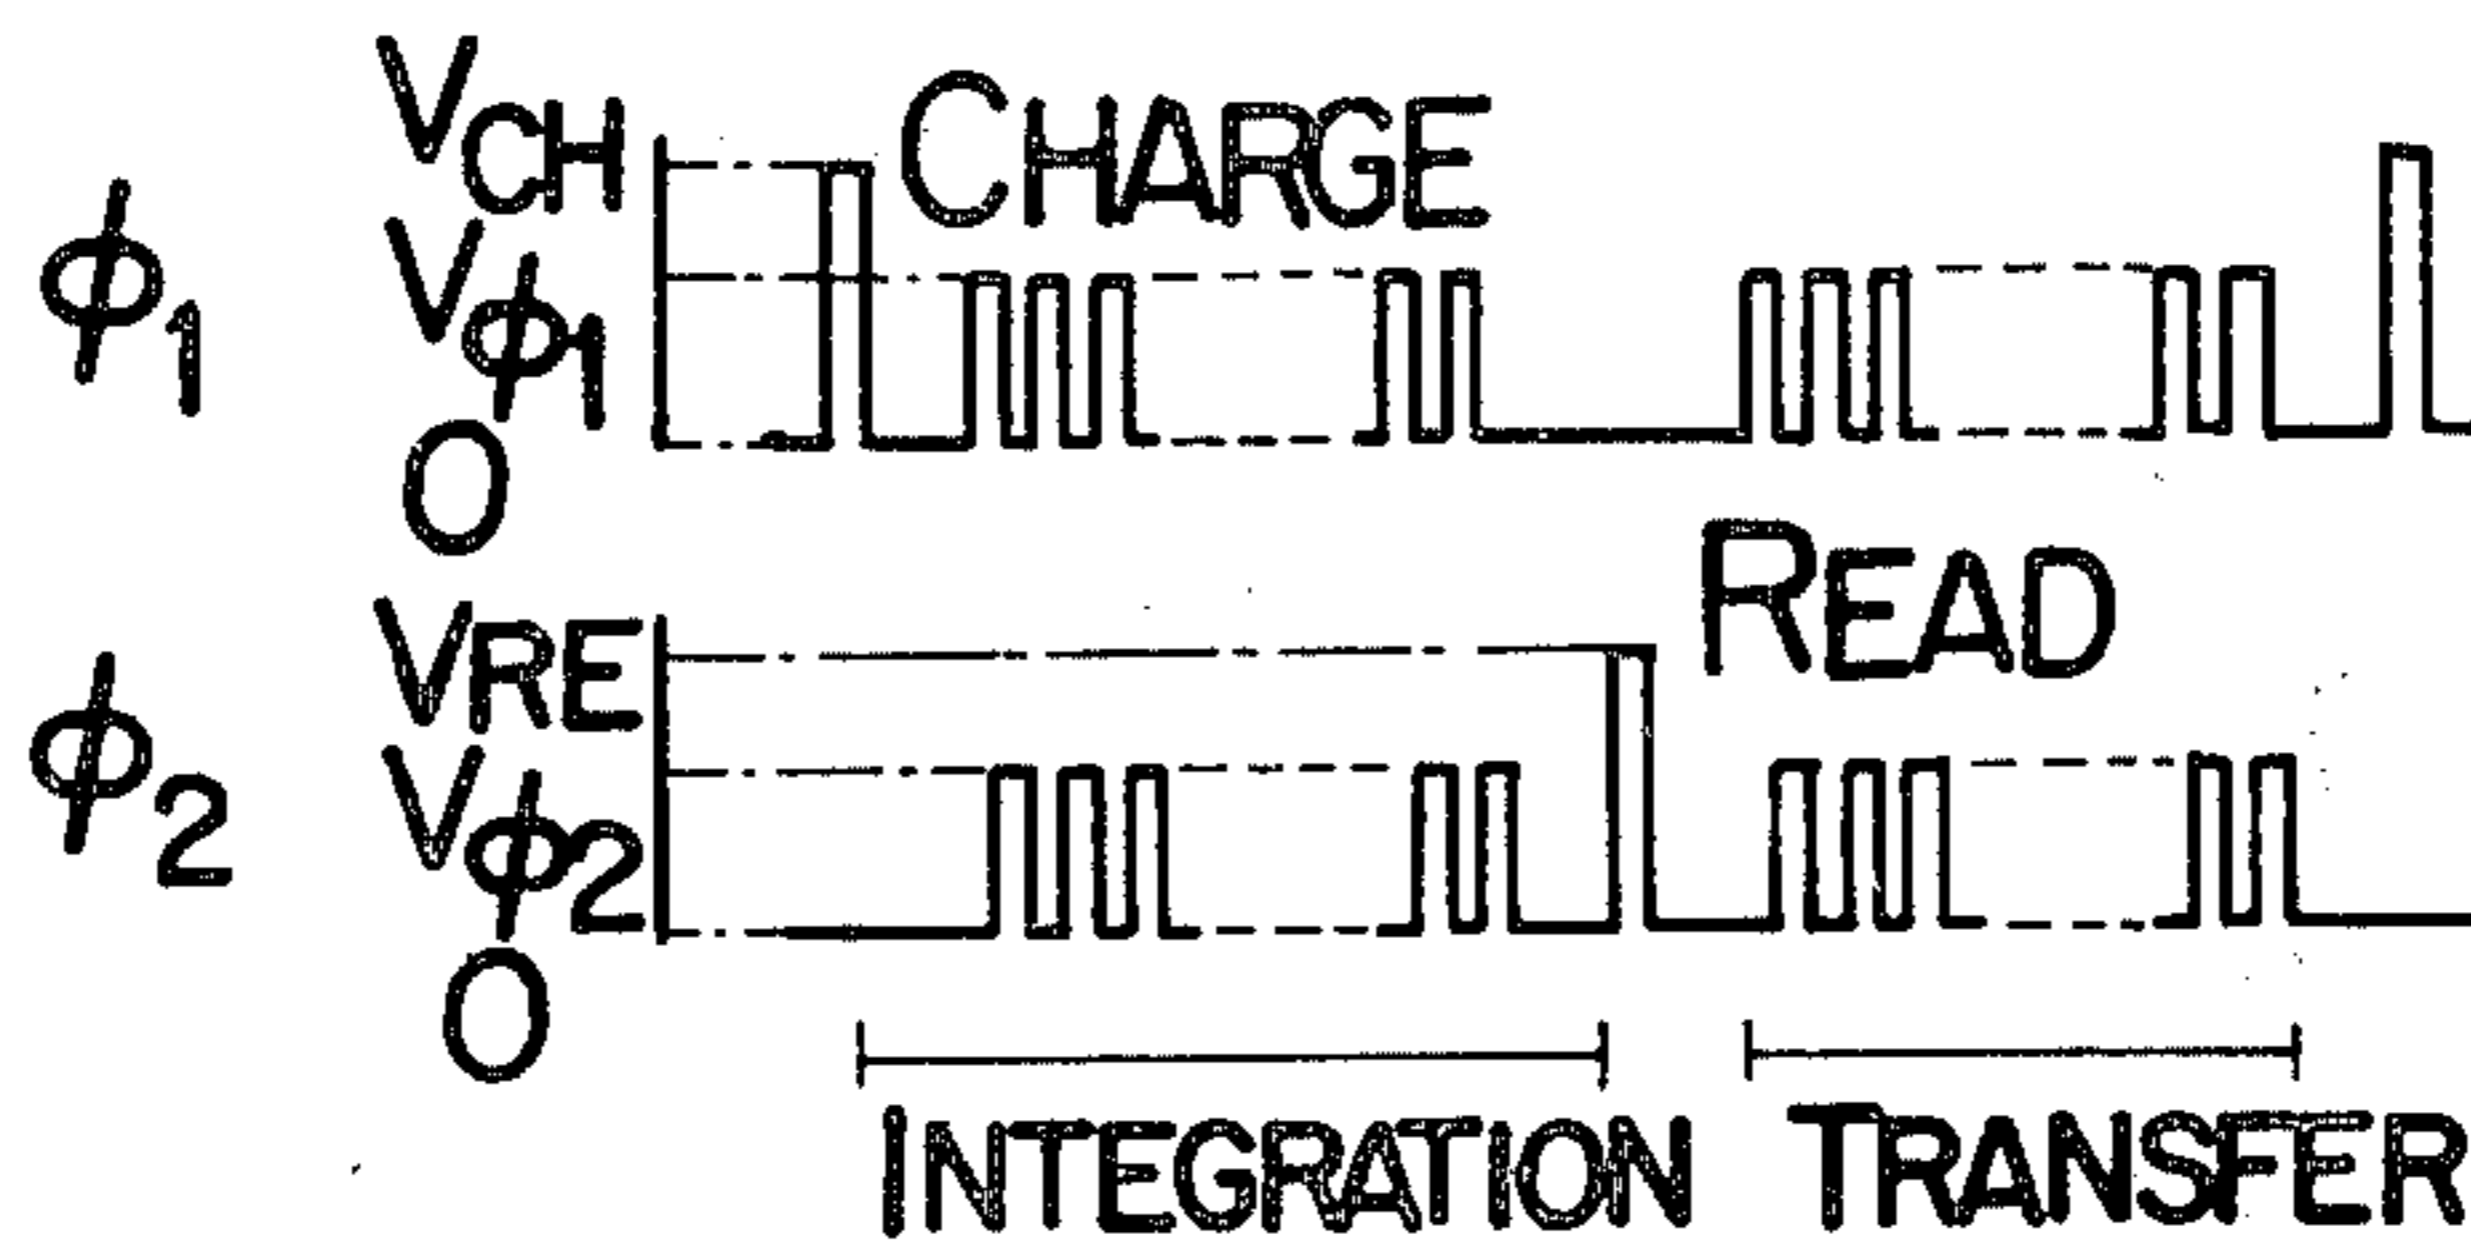 VCH CHARGE
ϕ1 Vϕ1
O
READ
VRE
ϕ2 Vϕ2
O
INTEGRATION TRANSFER